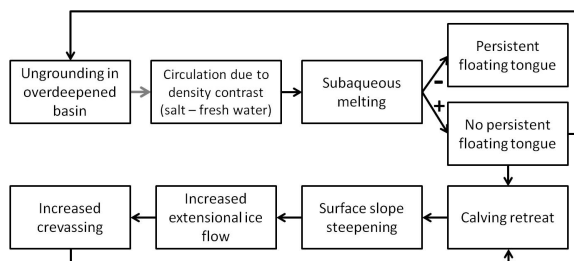 Ungrounding in
overdeepened
basin
Circulation due to
density contrast
(salt – fresh water)
Subaqueous
melting
–
+
Persistent
floating tongue
No persistent
floating tongue
Increased
crevassing
Increased
extensional ice
flow
Surface slope
steepening
Calving retreat